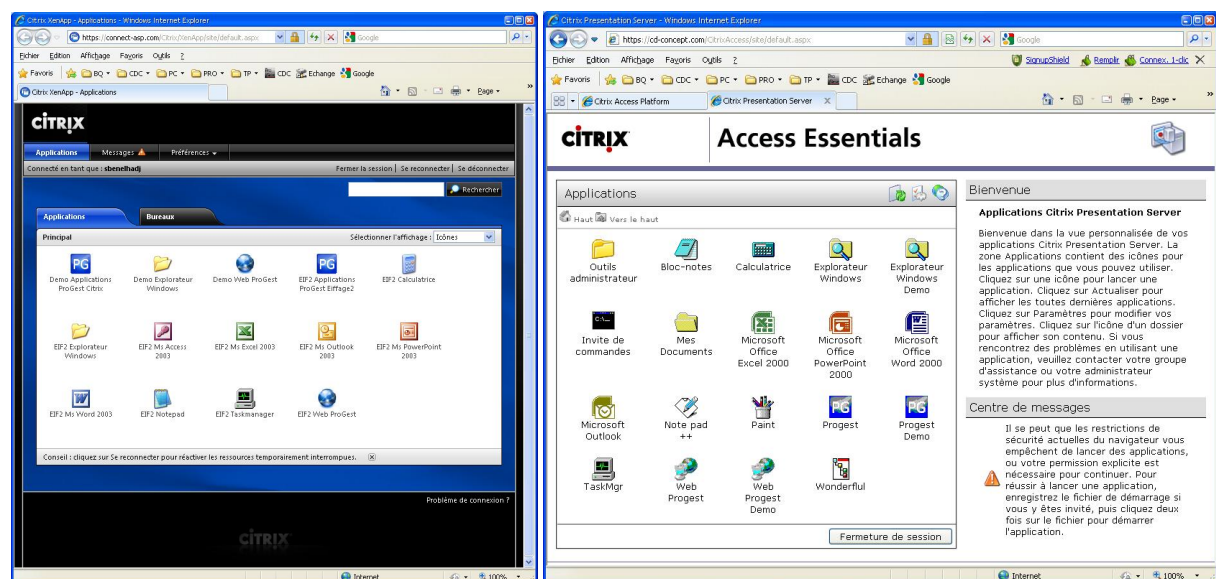 Citrix XenApp - Applications - Windows Internet Explorer
https://connect-asp.com/Citrix/XenApp/site/default.aspx
Google
Fichier Edition Affichage Favoris Outils ?
Favoris BQ CDC PC PRO TP CDC Echange Google
Citrix XenApp - Applications
Page
CITRIX
Applications Messages Préférences
Connecté en tant que : sbenelhadj
Fermer la session | Se reconnecter | Se déconnecter
Rechercher
Applications Bureaux
Principal
Sélectionner l'affichage : Icônes
PG PG
Demo Applications ProGest Citrix
Demo Explorateur Windows
Demo Web ProGest
EIF2 Applications ProGest Eiffage2
EIF2 Calculatrice
EIF2 Explorateur Windows
EIF2 Ms Access 2003
EIF2 Ms Excel 2003
EIF2 Ms Outlook 2003
EIF2 Ms PowerPoint 2003
EIF2 Ms Word 2003
EIF2 Notepad
EIF2 Taskmanager
EIF2 Web ProGest
Conseil : cliquez sur Se reconnecter pour réactiver les ressources temporairement interrompues.
Problème de connexion ?
CITRIX
Internet
100%
Citrix Presentation Server - Windows Internet Explorer
https://cd-concept.com/CitrixAccess/site/default.aspx
Google
Fichier Edition Affichage Favoris Outils ?
SignupShield Remplir Connex. 1-clic
Favoris BQ CDC PC PRO TP CDC Echange Google
Citrix Access Platform
Citrix Presentation Server X
Page
CITRIX
Access Essentials
Applications
Haut Vers le haut
Outils administrateur
Bloc-notes
Calculatrice
Explorateur Windows
Explorateur Windows Demo
Invite de commandes
Mes Documents
Microsoft Office Excel 2000
Microsoft Office PowerPoint 2000
Microsoft Office Word 2000
PG PG
Microsoft Outlook
Note pad ++
Paint
Progest
Progest Demo
TaskMgr
Web Progest
Web Progest Demo
Wonderful
Fermeture de session
Bienvenue
Applications Citrix Presentation Server
Bienvenue dans la vue personnalisée de vos
applications Citrix Presentation Server. La
zone Applications contient des icônes pour
les applications que vous pouvez utiliser.
Cliquez sur une icône pour lancer une
application. Cliquez sur Actualiser pour
afficher les toutes dernières applications.
Cliquez sur Paramètres pour modifier vos
paramètres. Cliquez sur l'icône d'un dossier
pour afficher son contenu. Si vous
rencontrez des problèmes en utilisant une
application, veuillez contacter votre groupe
d'assistance ou votre administrateur
système pour plus d'informations.
Centre de messages
Il se peut que les restrictions de
sécurité actuelles du navigateur vous
empêchent de lancer des applications,
ou votre permission explicite est
nécessaire pour continuer. Pour
réussir à lancer une application,
enregistrez le fichier de démarrage si
vous y êtes invité, puis cliquez deux
fois sur le fichier pour démarrer
l'application.
Internet
100%